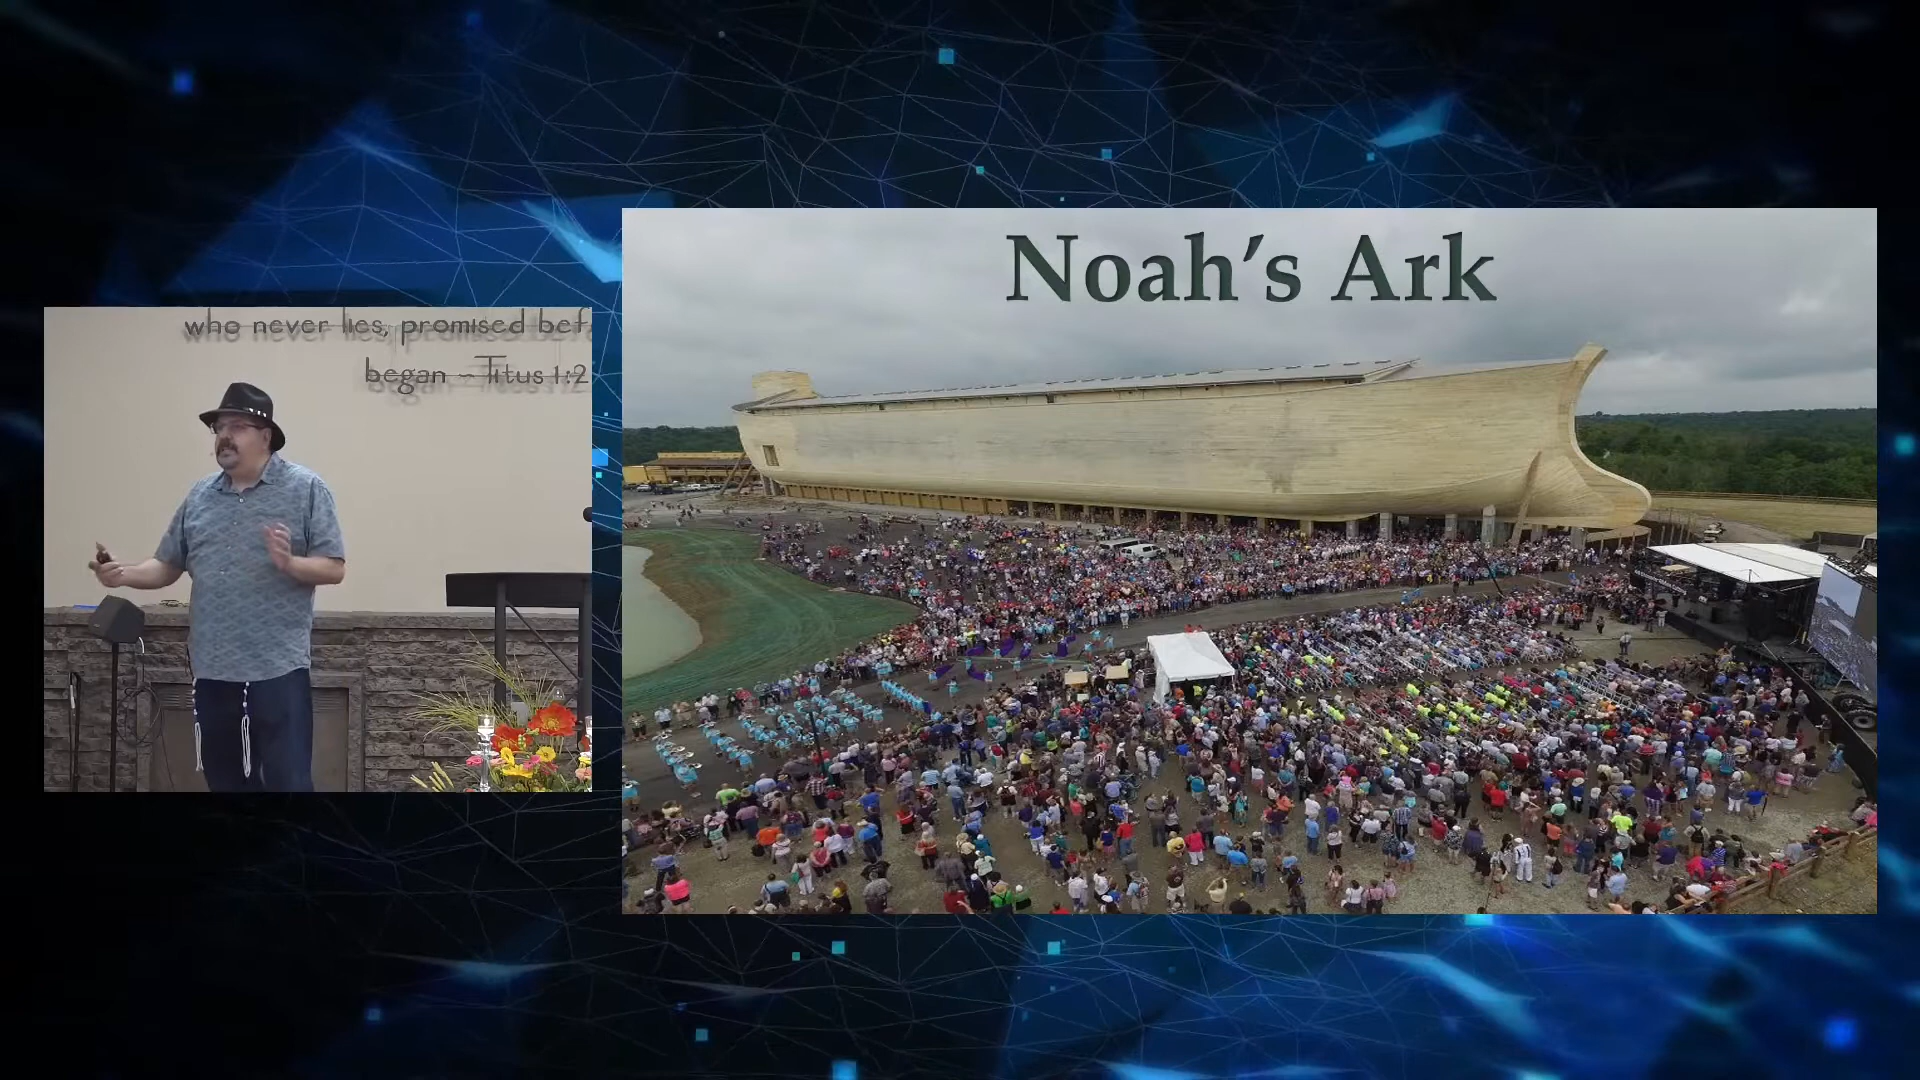 who never lies, promised bef
began ~ Titus 1:2
Noah's Ark